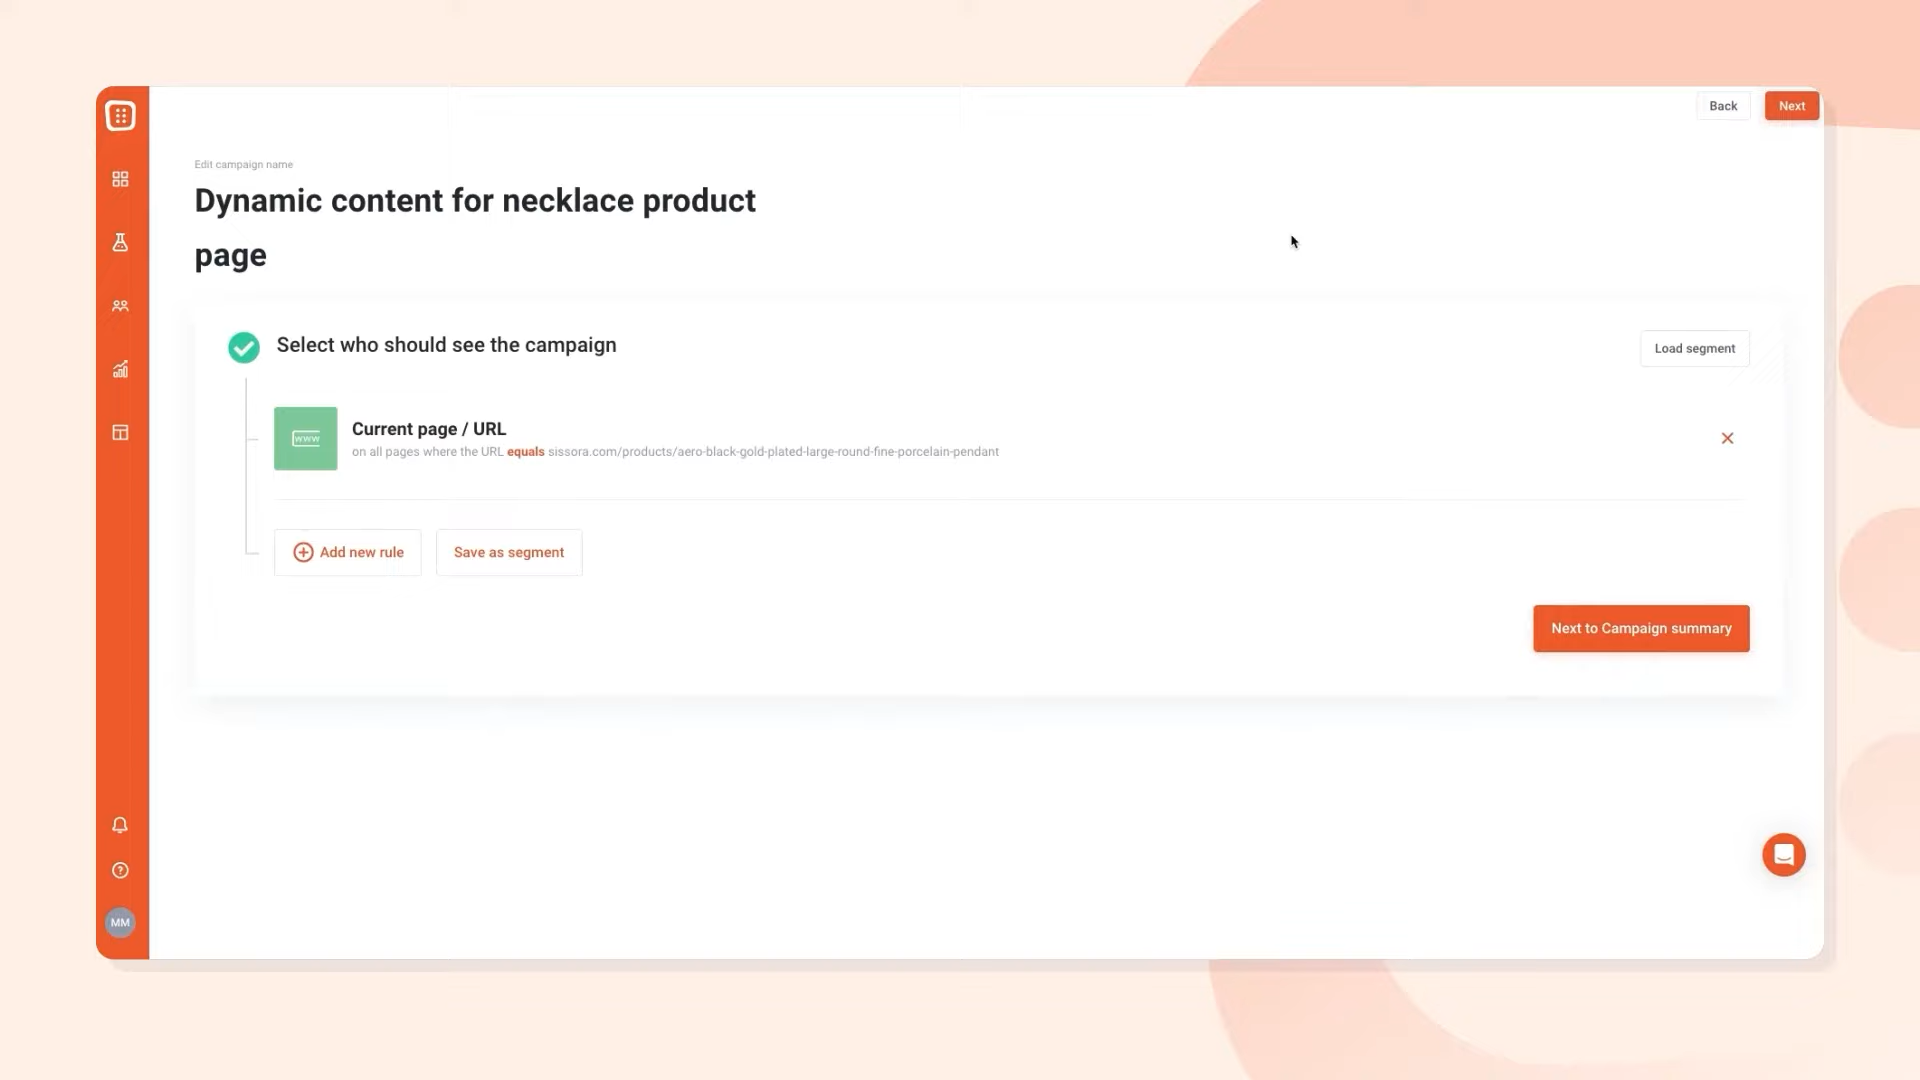 Back
Next
Edit campaign name
Dynamic content for necklace product
page
Select who should see the campaign
Load segment
www
Current page / URL
on all pages where the URL equals sissora.com/products/aero-black-gold-plated-large-round-fine-porcelain-pendant
Add new rule
Save as segment
Next to Campaign summary
MM